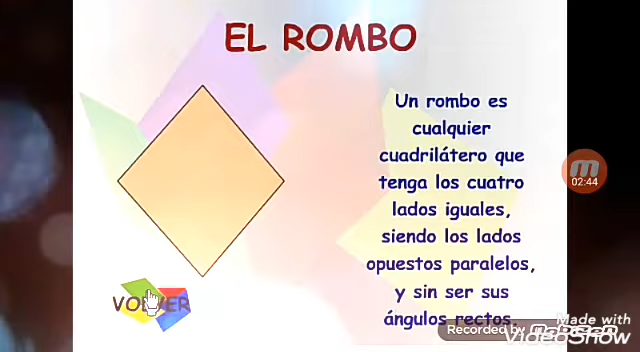 EL ROMBO
Un rombo es
cualquier
cuadrilátero que
tenga los cuatro
lados iguales,
siendo los lados
opuestos paralelos,
y sin ser sus
ángulos rectos.
VOLVER
02:44
Made with
Recorded by
VideoShow